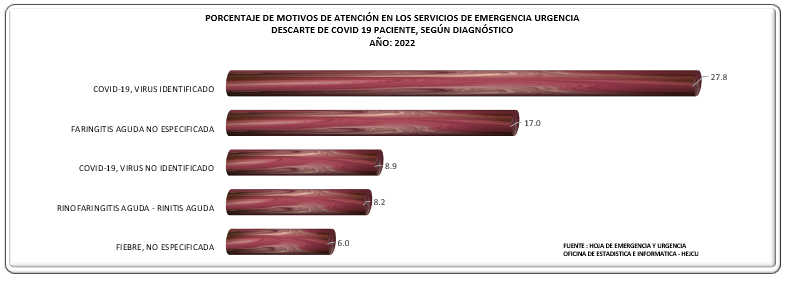 PORCENTAJE DE MOTIVOS DE ATENCIÓN EN LOS SERVICIOS DE EMERGENCIA URGENCIA
DESCARTE DE COVID 19 PACIENTE, SEGÚN DIAGNÓSTICO
AÑO: 2022
COVID-19, VIRUS IDENTIFICADO 27.8
FARINGITIS AGUDA NO ESPECIFICADA 17.0
COVID-19, VIRUS NO IDENTIFICADO 8.9
RINOFARINGITIS AGUDA - RINITIS AGUDA 8.2
FIEBRE, NO ESPECIFICADA 6.0
FUENTE : HOJA DE EMERGENCIA Y URGENCIA
OFICINA DE ESTADISTICA E INFORMATICA - HEJCU